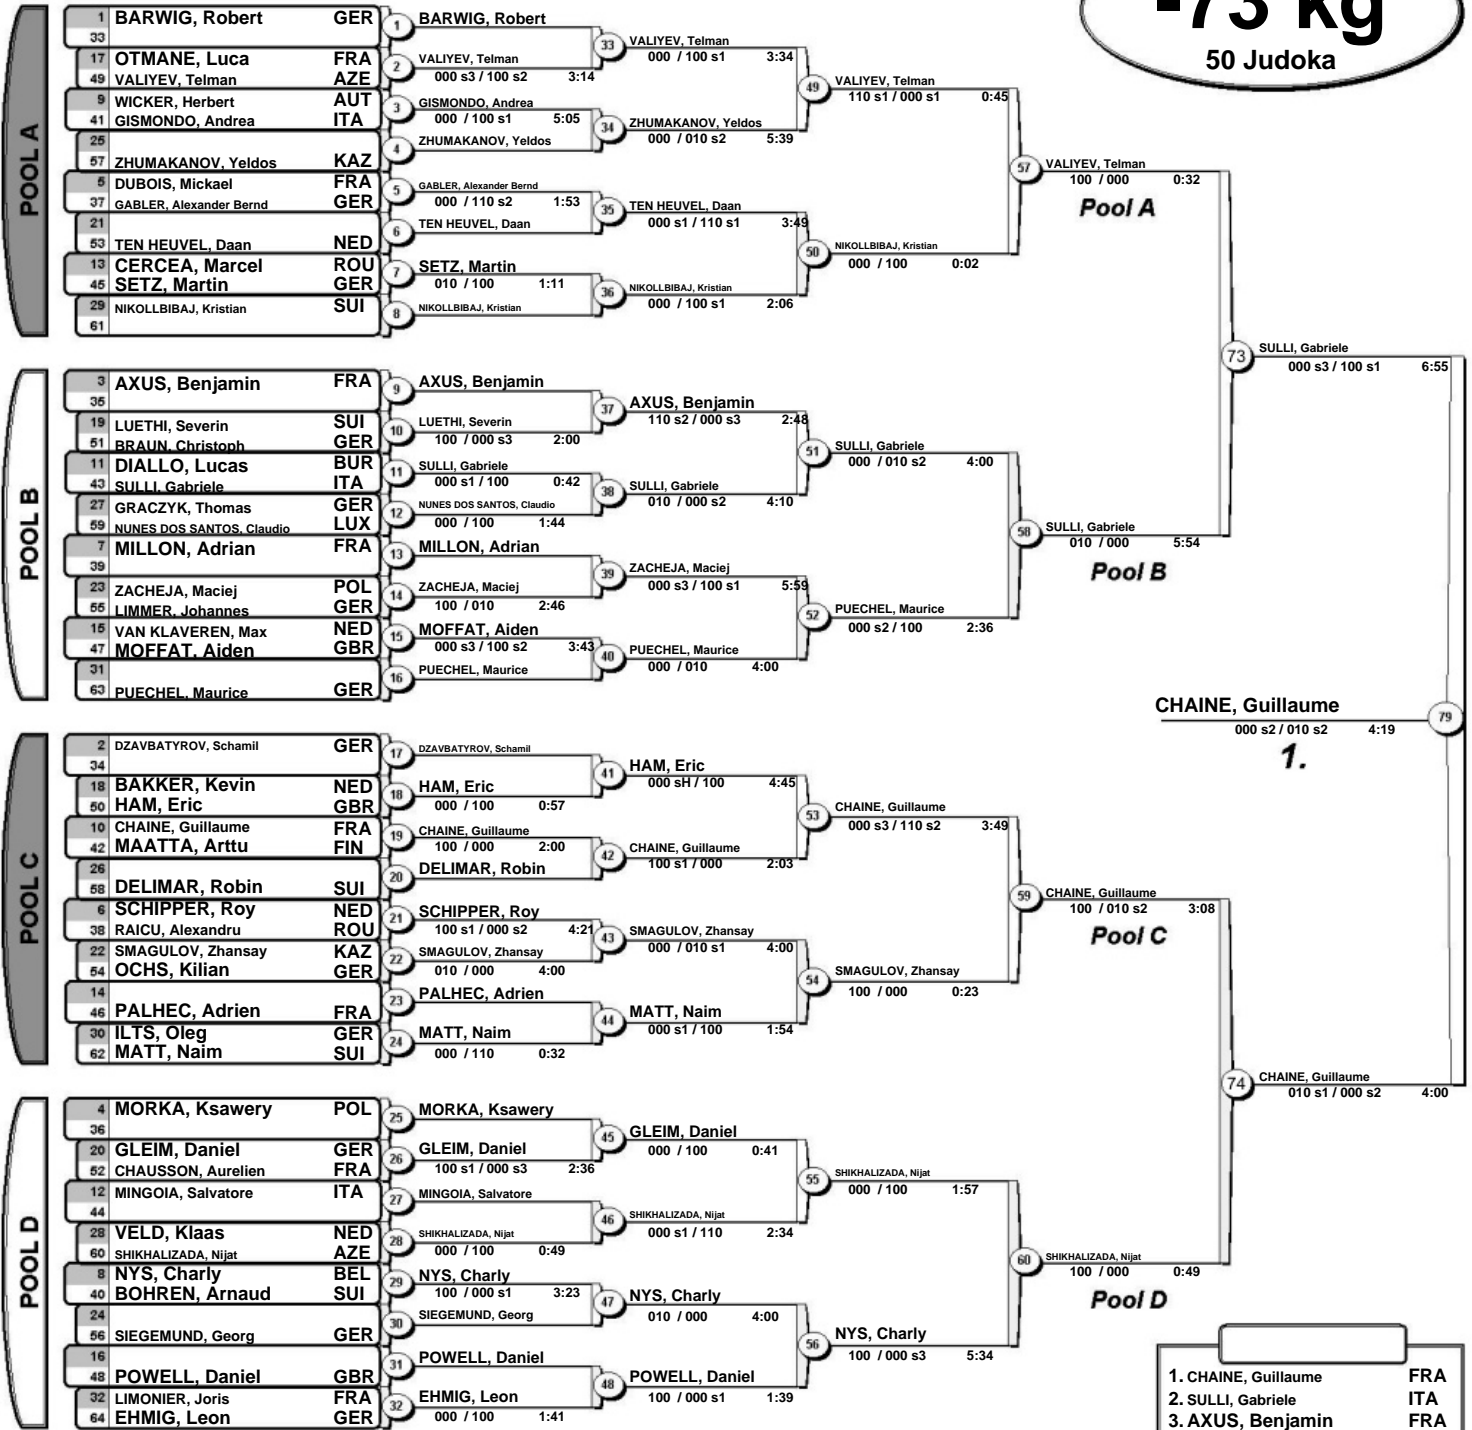 -73 kg
50 Judoka
POOL A
1 BARWIG, Robert GER
33
17 OTMANE, Luca FRA
49 VALIYEV, Telman AZE
9 WICKER, Herbert AUT
41 GISMONDO, Andrea ITA
25
57 ZHUMAKANOV, Yeldos KAZ
5 DUBOIS, Mickael FRA
37 GABLER, Alexander Bernd GER
21
53 TEN HEUVEL, Daan NED
13 CERCEA, Marcel ROU
45 SETZ, Martin GER
29 NIKOLLBIBAJ, Kristian SUI
61
1 BARWIG, Robert
2 VALIYEV, Telman
000 s3 / 100 s2 3:14
3 GISMONDO, Andrea
000 / 100 s1 5:05
4 ZHUMAKANOV, Yeldos
5 GABLER, Alexander Bernd
000 / 110 s2 1:53
6 TEN HEUVEL, Daan
7 SETZ, Martin
010 / 100 1:11
8 NIKOLLBIBAJ, Kristian
33 VALIYEV, Telman
000 / 100 s1 3:34
34 ZHUMAKANOV, Yeldos
000 / 010 s2 5:39
35 TEN HEUVEL, Daan
000 s1 / 110 s1 3:49
36 NIKOLLBIBAJ, Kristian
000 / 100 s1 2:06
49 VALIYEV, Telman
110 s1 / 000 s1 0:45
50 NIKOLLBIBAJ, Kristian
000 / 100 0:02
57 VALIYEV, Telman
100 / 000 0:32
Pool A
POOL B
3 AXUS, Benjamin FRA
35
19 LUETHI, Severin SUI
51 BRAUN, Christoph GER
11 DIALLO, Lucas BUR
43 SULLI, Gabriele ITA
27 GRACZYK, Thomas GER
59 NUNES DOS SANTOS, Claudio LUX
7 MILLON, Adrian FRA
39
23 ZACHEJA, Maciej POL
55 LIMMER, Johannes GER
15 VAN KLAVEREN, Max NED
47 MOFFAT, Aiden GBR
31
63 PUECHEL, Maurice GER
9 AXUS, Benjamin
10 LUETHI, Severin
100 / 000 s3 2:00
11 SULLI, Gabriele
000 s1 / 100 0:42
12 NUNES DOS SANTOS, Claudio
000 / 100 1:44
13 MILLON, Adrian
14 ZACHEJA, Maciej
100 / 010 2:46
15 MOFFAT, Aiden
000 s3 / 100 s2 3:43
16 PUECHEL, Maurice
37 AXUS, Benjamin
110 s2 / 000 s3 2:48
38 SULLI, Gabriele
010 / 000 s2 4:10
39 ZACHEJA, Maciej
000 s3 / 100 s1 5:59
40 PUECHEL, Maurice
000 / 010 4:00
51 SULLI, Gabriele
000 / 010 s2 4:00
52 PUECHEL, Maurice
000 s2 / 100 2:36
58 SULLI, Gabriele
010 / 000 5:54
Pool B
73 SULLI, Gabriele
000 s3 / 100 s1 6:55
CHAINE, Guillaume 79
000 s2 / 010 s2 4:19
1.
POOL C
2 DZAVBATYROV, Schamil GER
34
18 BAKKER, Kevin NED
50 HAM, Eric GBR
10 CHAINE, Guillaume FRA
42 MAATTA, Arttu FIN
26
58 DELIMAR, Robin SUI
6 SCHIPPER, Roy NED
38 RAICU, Alexandru ROU
22 SMAGULOV, Zhansay KAZ
54 OCHS, Kilian GER
14
46 PALHEC, Adrien FRA
30 ILTS, Oleg GER
62 MATT, Naim SUI
17 DZAVBATYROV, Schamil
18 HAM, Eric
000 / 100 0:57
19 CHAINE, Guillaume
100 / 000 2:00
20 DELIMAR, Robin
21 SCHIPPER, Roy
100 s1 / 000 s2 4:21
22 SMAGULOV, Zhansay
010 / 000 4:00
23 PALHEC, Adrien
24 MATT, Naim
000 / 110 0:32
41 HAM, Eric
000 sH / 100 4:45
42 CHAINE, Guillaume
100 s1 / 000 2:03
43 SMAGULOV, Zhansay
000 / 010 s1 4:00
44 MATT, Naim
000 s1 / 100 1:54
53 CHAINE, Guillaume
000 s3 / 110 s2 3:49
54 SMAGULOV, Zhansay
100 / 000 0:23
59 CHAINE, Guillaume
100 / 010 s2 3:08
Pool C
POOL D
4 MORKA, Ksawery POL
36
20 GLEIM, Daniel GER
52 CHAUSSON, Aurelien FRA
12 MINGOIA, Salvatore ITA
44
28 VELD, Klaas NED
60 SHIKHALIZADA, Nijat AZE
8 NYS, Charly BEL
40 BOHREN, Arnaud SUI
24
56 SIEGEMUND, Georg GER
16
48 POWELL, Daniel GBR
32 LIMONIER, Joris FRA
64 EHMIG, Leon GER
25 MORKA, Ksawery
26 GLEIM, Daniel
100 s1 / 000 s3 2:36
27 MINGOIA, Salvatore
28 SHIKHALIZADA, Nijat
000 / 100 0:49
29 NYS, Charly
100 / 000 s1 3:23
30 SIEGEMUND, Georg
31 POWELL, Daniel
32 EHMIG, Leon
000 / 100 1:41
45 GLEIM, Daniel
000 / 100 0:41
46 SHIKHALIZADA, Nijat
000 s1 / 110 2:34
47 NYS, Charly
010 / 000 4:00
48 POWELL, Daniel
100 / 000 s1 1:39
55 SHIKHALIZADA, Nijat
000 / 100 1:57
56 NYS, Charly
100 / 000 s3 5:34
60 SHIKHALIZADA, Nijat
100 / 000 0:49
Pool D
74 CHAINE, Guillaume
010 s1 / 000 s2 4:00
1. CHAINE, Guillaume FRA
2. SULLI, Gabriele ITA
3. AXUS, Benjamin FRA